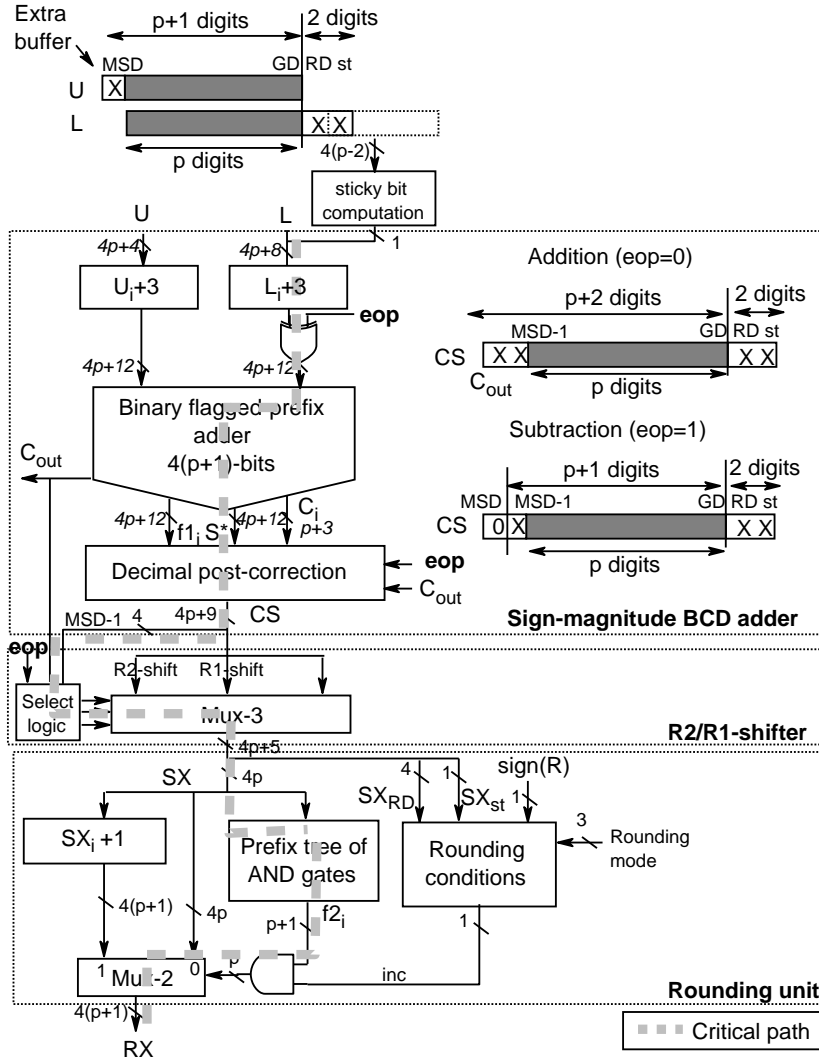 Extra
buffer
p+1 digits
2 digits
MSD
GD
RD st
U
X
L
X X
p digits
4(p-2)
sticky bit
computation
U
L
1
4p+4
4p+8
U_i+3
L_i+3
eop
4p+12
4p+12
Binary flagged prefix
adder
4(p+1)-bits
C_out
4p+12
f1_i
S*
4p+12
C_i
p+3
Decimal post-correction
eop
C_out
MSD-1
4
4p+9
CS
Addition (eop=0)
p+2 digits
2 digits
MSD-1
GD
RD st
CS
X X
X X
C_out
p digits
Subtraction (eop=1)
p+1 digits
2 digits
MSD
MSD-1
GD
RD st
CS
0 X
X X
p digits
Sign-magnitude BCD adder
eop
R2-shift
R1-shift
Select
logic
Mux-3
R2/R1-shifter
4p+5
4p
SX
4
1
sign(R)
SX_RD
SX_st
1
SX_i +1
Prefix tree of
AND gates
Rounding
conditions
3
Rounding
mode
4(p+1)
4p
p+1
f2_i
1
1
0
Mux-2
p
inc
4(p+1)
RX
Rounding unit
Critical path